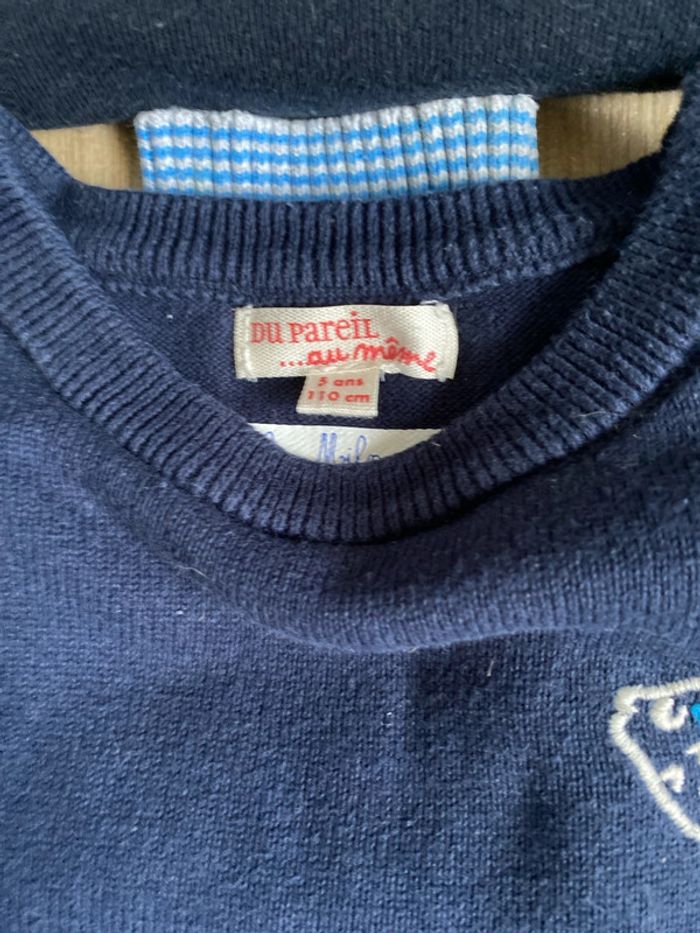 DU PAREIL
...au même
5 ans
110 cm